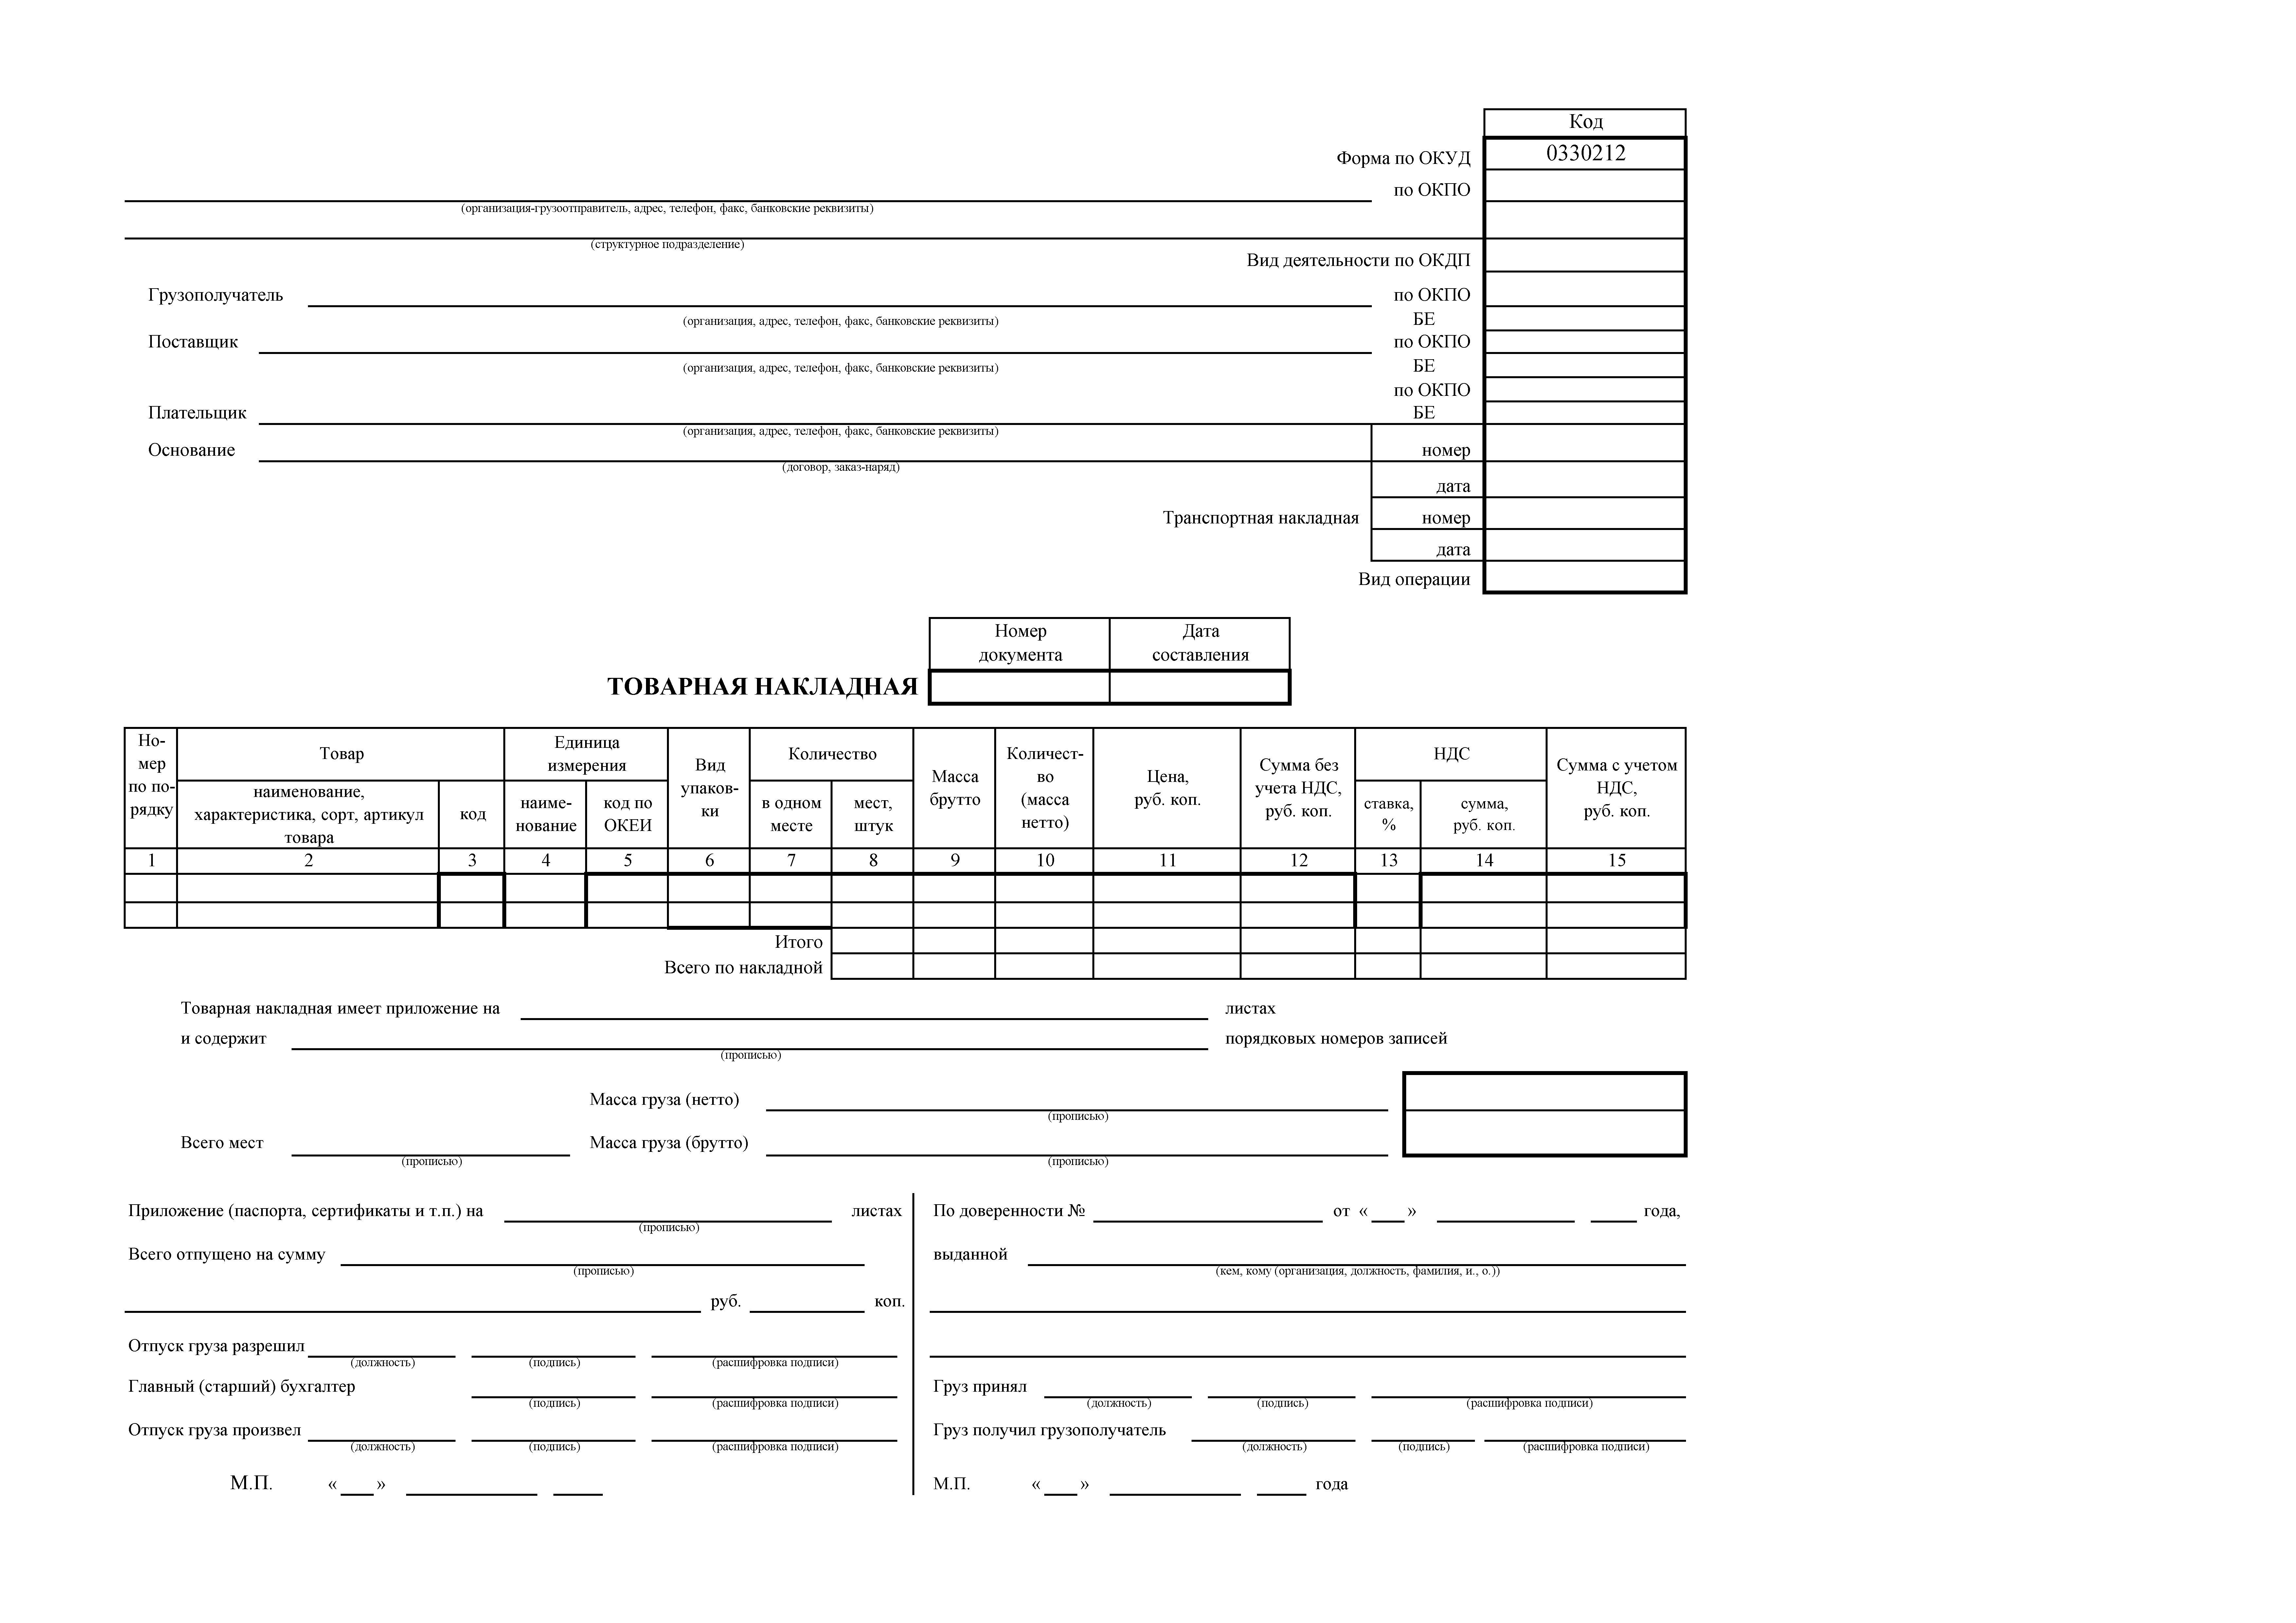 Код
Форма по ОКУД 0330212
по ОКПО
(организация-грузоотправитель, адрес, телефон, факс, банковские реквизиты)
(структурное подразделение)
Вид деятельности по ОКДП
Грузополучатель по ОКПО
(организация, адрес, телефон, факс, банковские реквизиты) БЕ
Поставщик по ОКПО
(организация, адрес, телефон, факс, банковские реквизиты) БЕ
по ОКПО
Плательщик БЕ
(организация, адрес, телефон, факс, банковские реквизиты)
Основание номер
(договор, заказ-наряд)
дата
Транспортная накладная номер
дата
Вид операции
Номер документа
Дата составления
ТОВАРНАЯ НАКЛАДНАЯ
Но-
мер
по по-
рядку
Товар
наименование,
характеристика, сорт, артикул
товара
код
Единица
измерения
наиме-
нование
код по
ОКЕИ
Вид
упаков-
ки
Количество
в одном
месте
мест,
штук
Масса
брутто
Количест-
во
(масса
нетто)
Цена,
руб. коп.
Сумма без
учета НДС,
руб. коп.
НДС
ставка,
%
сумма,
руб. коп.
Сумма с учетом
НДС,
руб. коп.
1 2 3 4 5 6 7 8 9 10 11 12 13 14 15
Итого
Всего по накладной
Товарная накладная имеет приложение на листах
и содержит порядковых номеров записей
(прописью)
Масса груза (нетто)
(прописью)
Всего мест Масса груза (брутто)
(прописью) (прописью)
Приложение (паспорта, сертификаты и т.п.) на листах
(прописью)
Всего отпущено на сумму
(прописью)
руб. коп.
Отпуск груза разрешил
(должность) (подпись) (расшифровка подписи)
Главный (старший) бухгалтер
(подпись) (расшифровка подписи)
Отпуск груза произвел
(должность) (подпись) (расшифровка подписи)
М.П. « »
По доверенности № от « » года,
выданной
(кем, кому (организация, должность, фамилия, и., о.))
Груз принял
(должность) (подпись) (расшифровка подписи)
Груз получил грузополучатель
(должность) (подпись) (расшифровка подписи)
М.П. « » года